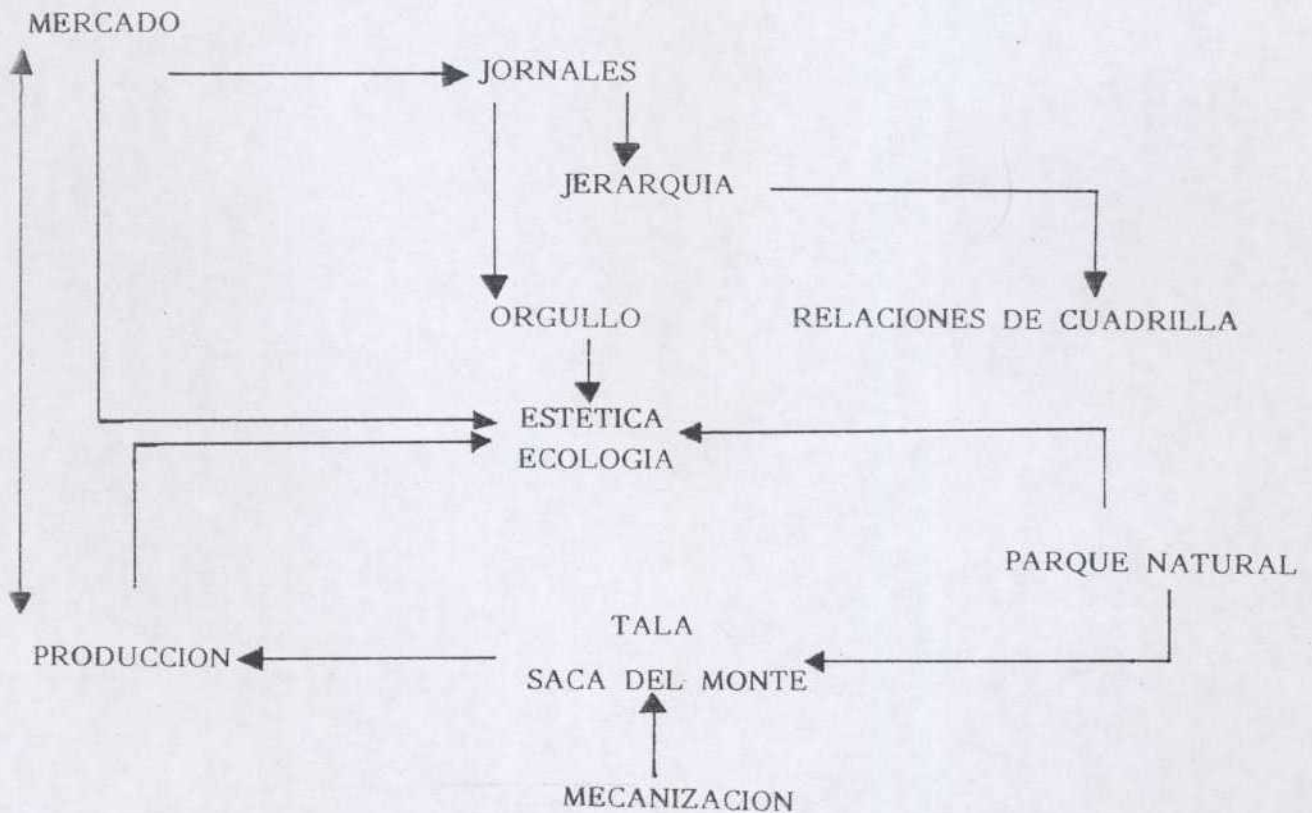 MERCADO
JORNALES
JERARQUIA
ORGULLO
RELACIONES DE CUADRILLA
ESTETICA
ECOLOGIA
PARQUE NATURAL
TALA
PRODUCCION
SACA DEL MONTE
MECANIZACION